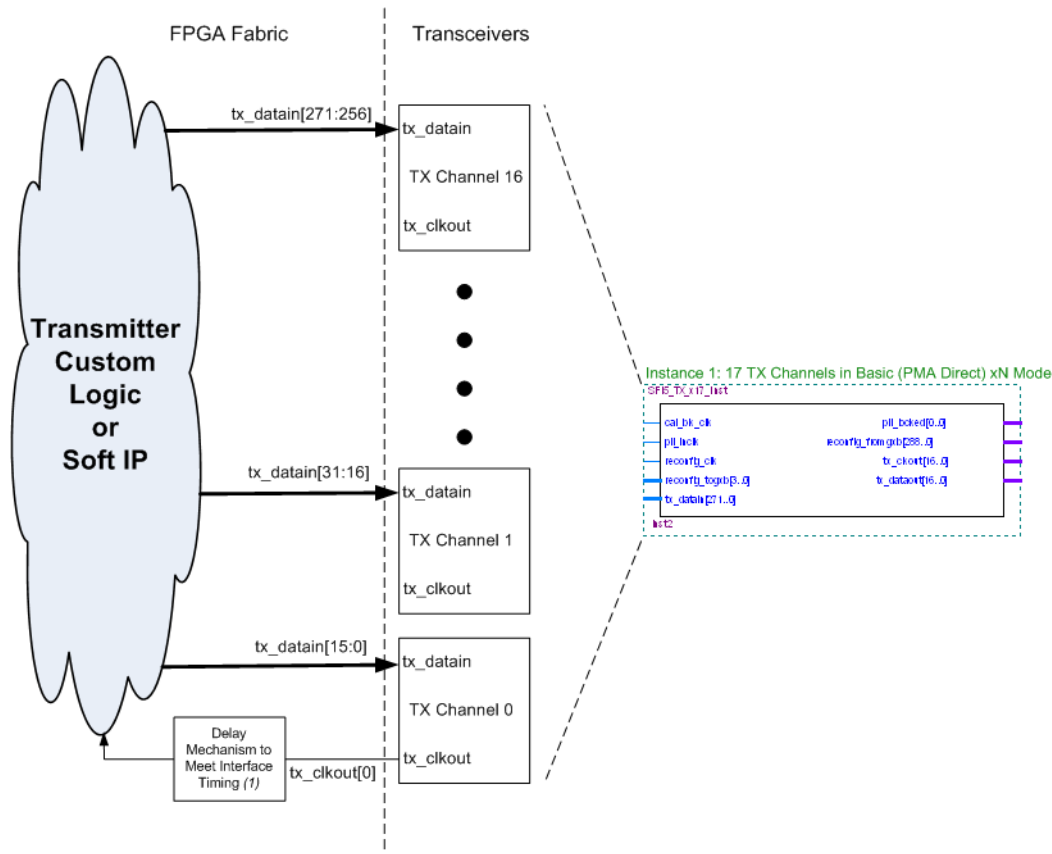 FPGA Fabric
Transceivers
tx_datain[271:256]
tx_datain
TX Channel 16
tx_clkout
Transmitter
Custom
Logic
or
Soft IP
tx_datain[31:16]
tx_datain
TX Channel 1
tx_clkout
tx_datain[15:0]
tx_datain
TX Channel 0
tx_clkout
Delay
Mechanism to
Meet Interface
Timing (1)
tx_clkout[0]
Instance 1: 17 TX Channels in Basic (PMA Direct) xN Mode
SFI5_TX_x17_inst
cal_blk_clk
pll_inclk
reconfig_clk
reconfig_togxb[3..0]
tx_datain[271..0]
pll_locked[0..0]
reconfig_fromgxb[288..0]
tx_clkout[16..0]
tx_dataout[16..0]
inst2